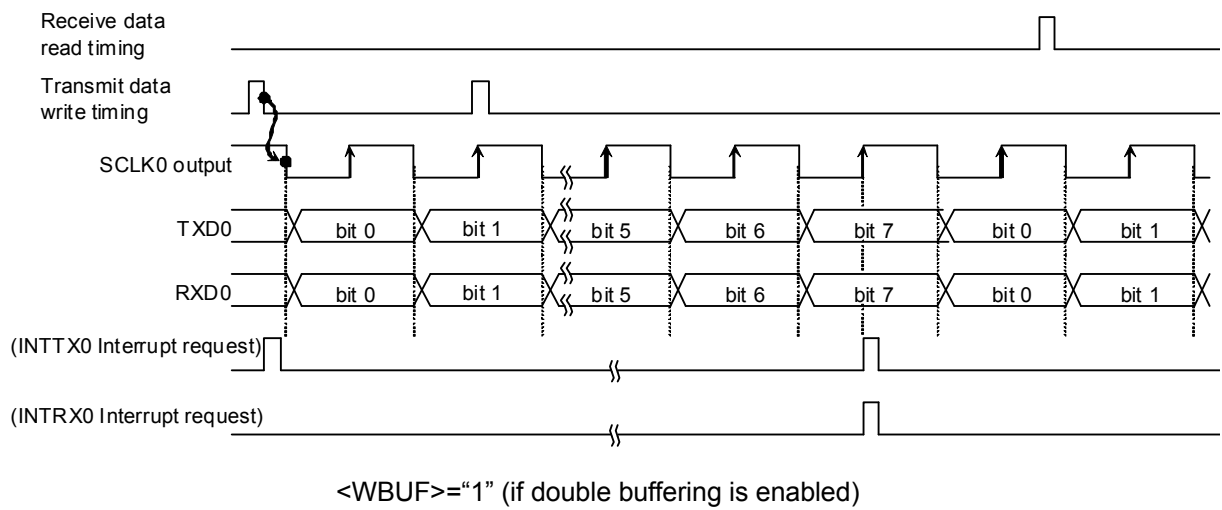 Receive data
read timing
Transmit data
write timing
SCLK0 output
TXD0
bit 0
bit 1
bit 5
bit 6
bit 7
bit 0
bit 1
RXD0
bit 0
bit 1
bit 5
bit 6
bit 7
bit 0
bit 1
(INTTX0 Interrupt request)
(INTRX0 Interrupt request)
<WBUF>=“1” (if double buffering is enabled)